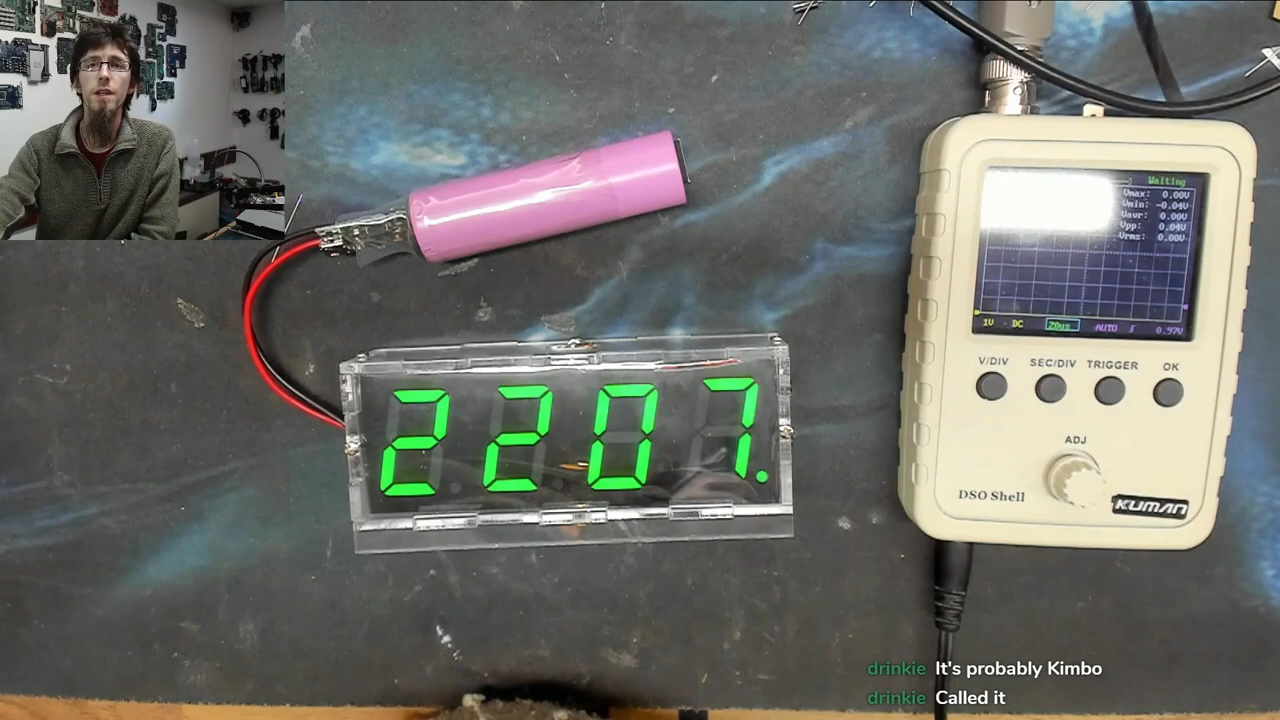 2207.
Waiting
Vmax: 0.00V
Vmin: -0.04V
Vavr: 0.00V
Vpp: 0.04V
Vrms: 0.00V
1V DC 20us AUTO f 0.97V
V/DIV SEC/DIV TRIGGER OK
ADJ
DSO Shell
KUMAN
drinkie It's probably Kimbo
drinkie Called it